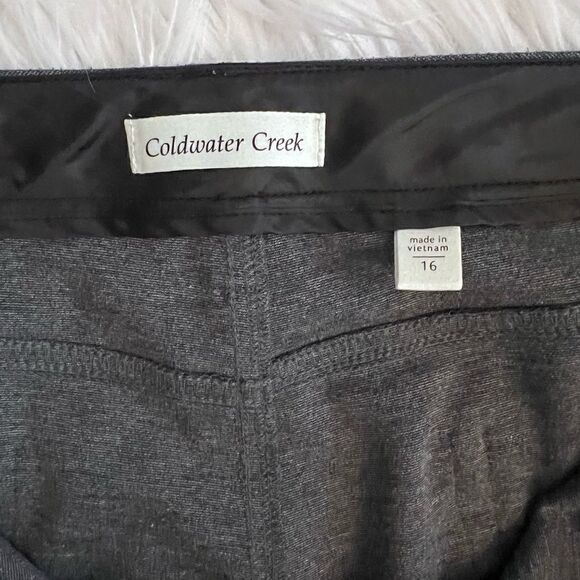 Coldwater Creek
made in
vietnam
16